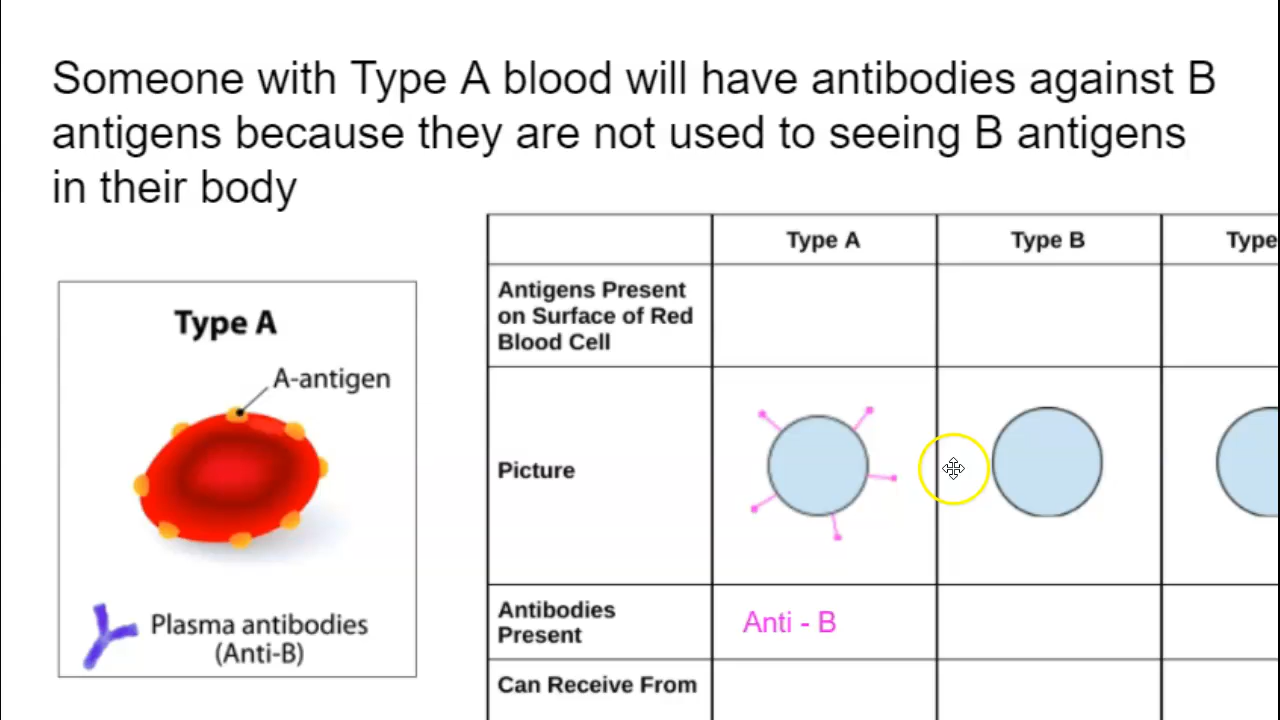 Someone with Type A blood will have antibodies against B
antigens because they are not used to seeing B antigens
in their body
Type A
A-antigen
Plasma antibodies
(Anti-B)
Type A
Type B
Type
Antigens Present
on Surface of Red
Blood Cell
Picture
Antibodies
Present
Anti - B
Can Receive From